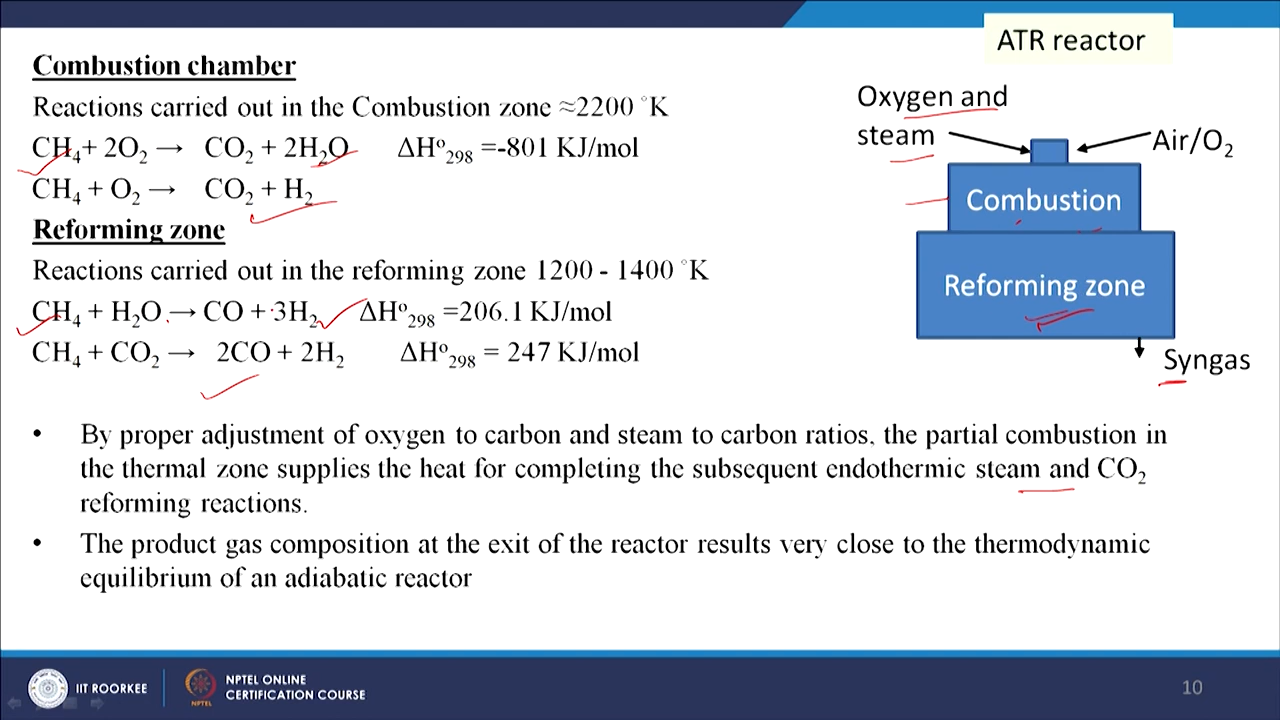 ATR reactor
Combustion chamber
Reactions carried out in the Combustion zone ≈2200 °K
CH₄+ 2O₂ → CO₂ + 2H₂O ΔH°₂₉₈ =-801 KJ/mol
CH₄ + O₂ → CO₂ + H₂
Reforming zone
Reactions carried out in the reforming zone 1200 - 1400 °K
CH₄ + H₂O → CO + 3H₂ ΔH°₂₉₈ =206.1 KJ/mol
CH₄ + CO₂ → 2CO + 2H₂ ΔH°₂₉₈ = 247 KJ/mol
Oxygen and
steam
Air/O₂
Combustion
Reforming zone
Syngas
• By proper adjustment of oxygen to carbon and steam to carbon ratios, the partial combustion in
the thermal zone supplies the heat for completing the subsequent endothermic steam and CO₂
reforming reactions.
• The product gas composition at the exit of the reactor results very close to the thermodynamic
equilibrium of an adiabatic reactor
IIT ROORKEE
NPTEL
NPTEL ONLINE
CERTIFICATION COURSE
10